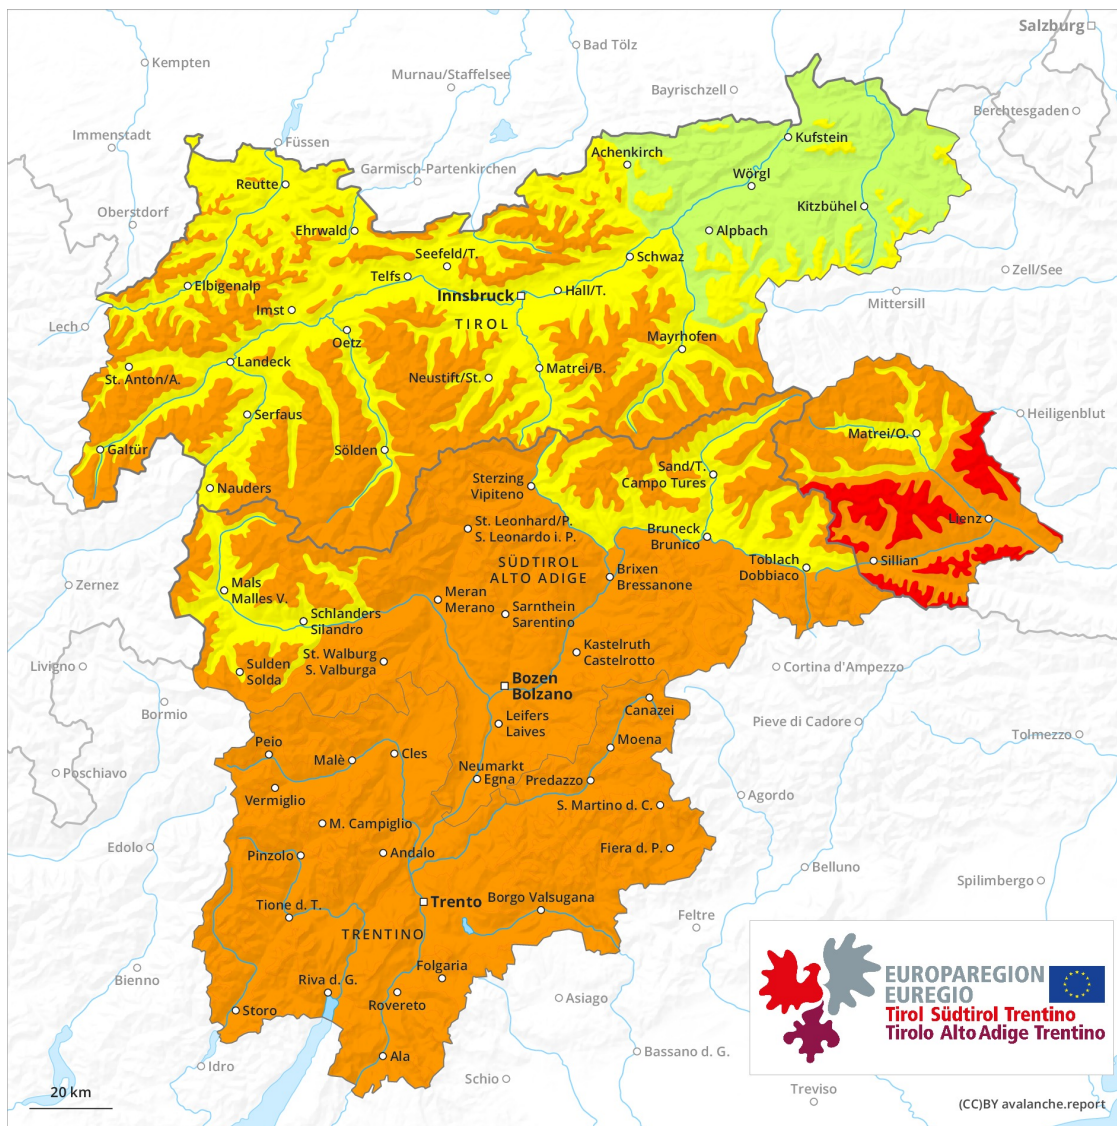 Salzburg
Bad Tölz
Kempten
Murnau/Staffelsee
Bayrischzell
Berchtesgaden
Immenstadt
Füssen
Kufstein
Achenkirch
Garmisch-Partenkirchen
Wörgl
Reutte
Kitzbühel
Oberstdorf
Ehrwald
Alpbach
Seefeld/T.
Schwaz
Telfs
Zell/See
Elbigenalp
Hall/T.
Innsbruck
Mittersill
Imst
TIROL
Lech
Oetz
Mayrhofen
Landeck
Matrei/B.
St. Anton/A.
Neustift/St.
Serfaus
Heiligenblut
Matrei/O.
Galtür
Sölden
Sand/T.
Campo Tures
Sterzing
Vipiteno
Nauders
Lienz
St. Leonhard/P.
S. Leonardo i. P.
Bruneck
Brunico
SÜDTIROL
ALTO ADIGE
Toblach
Dobbiaco
Sillian
Brixen
Bressanone
Zernez
Mals
Malles V.
Meran
Merano
Schlanders
Silandro
Sarnthein
Sarentino
Kastelruth
Castelrotto
St. Walburg
S. Valburga
Livigno
Sulden
Solda
Cortina d'Ampezzo
Bozen
Bolzano
Bormio
Canazei
Leifers
Laives
Pieve di Cadore
Tolmezzo
Peio
Moena
Cles
Malè
Poschiavo
Neumarkt
Egna
Predazzo
Vermiglio
Agordo
S. Martino d. C.
M. Campiglio
Edolo
Pinzolo
Andalo
Fiera d. P.
Belluno
Spilimbergo
Borgo Valsugana
Trento
Tione d. T.
Feltre
TRENTINO
Folgaria
Bienno
Riva d. G.
Rovereto
Asiago
Storo
EUROPAREGION
EUREGIO
Tirol Südtirol Trentino
Tirolo Alto Adige Trentino
Ala
Bassano d. G.
Idro
Schio
Treviso
20 km
(CC)BY avalanche.report